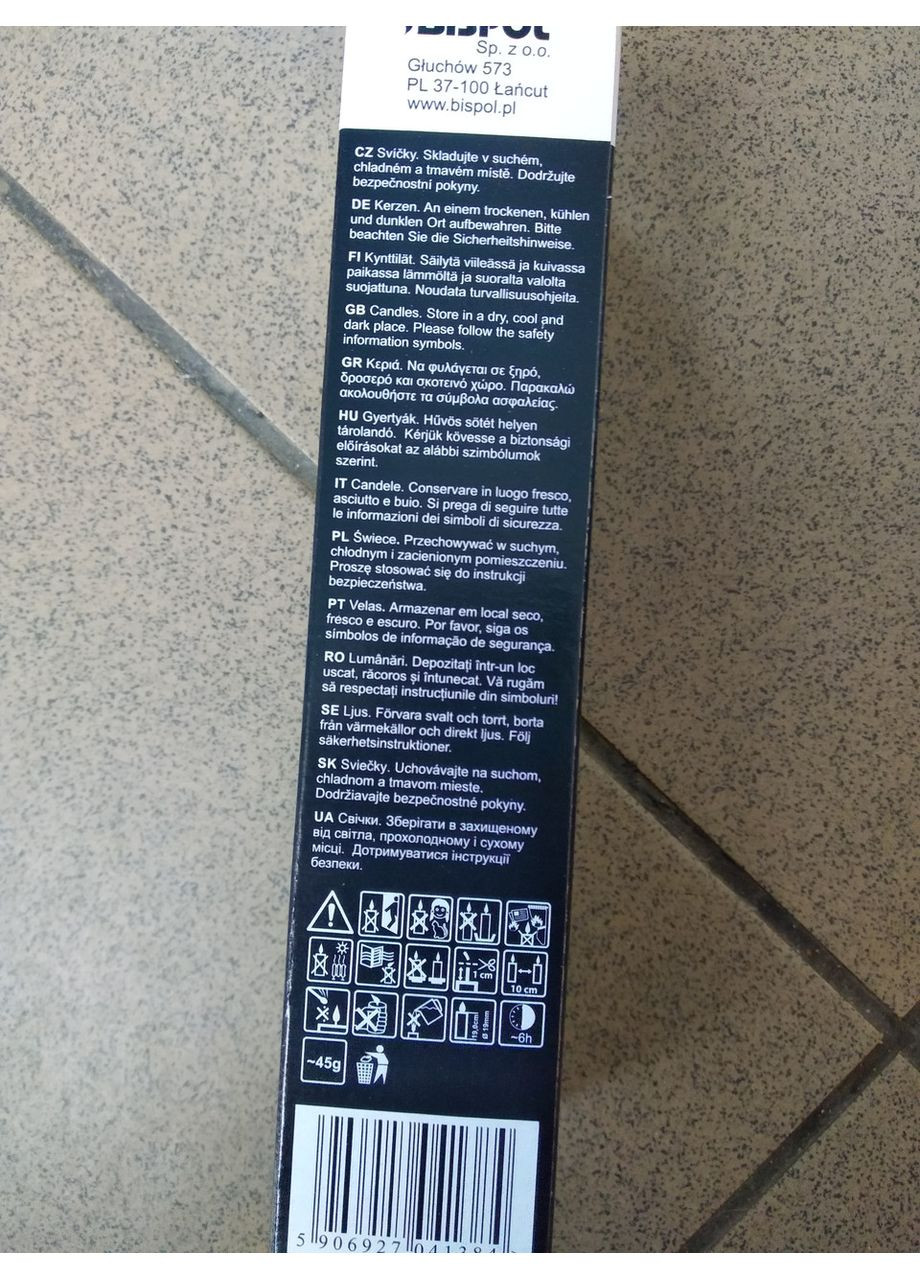 BISPOL
Sp. z o.o.
Głuchów 573
PL 37-100 Łańcut
www.bispol.pl
CZ Svíčky. Skladujte v suchém,
chladném a tmavém místě. Dodržujte
bezpečnostní pokyny.
DE Kerzen. An einem trockenen, kühlen
und dunklen Ort aufbewahren. Bitte
beachten Sie die Sicherheitshinweise.
FI Kynttilät. Säilytä viileässä ja kuivassa
paikassa lämmöltä ja suoralta valolta
suojattuna. Noudata turvallisuusohjeita.
GB Candles. Store in a dry, cool and
dark place. Please follow the safety
information symbols.
GR Κεριά. Να φυλάγεται σε ξηρό,
δροσερό και σκοτεινό χώρο. Παρακαλώ
ακολουθήστε τα σύμβολα ασφαλείας.
HU Gyertyák. Hűvös sötét helyen
tárolandó. Kérjük kövesse a biztonsági
előírásokat az alábbi szimbólumok
szerint.
IT Candele. Conservare in luogo fresco,
asciutto e buio. Si prega di seguire tutte
le informazioni dei simboli di sicurezza.
PL Świece. Przechowywać w suchym,
chłodnym i zacienionym pomieszczeniu.
Proszę stosować się do instrukcji
bezpieczeństwa.
PT Velas. Armazenar em local seco,
fresco e escuro. Por favor, siga os
símbolos de informação de segurança.
RO Lumânări. Depozitați într-un loc
uscat, răcoros și întunecat. Vă rugăm
să respectați instrucțiunile din simboluri!
SE Ljus. Förvara svalt och torrt, borta
från värmekällor och direkt ljus. Följ
säkerhetsinstruktioner.
SK Sviečky. Uchovávajte na suchom,
chladnom a tmavom mieste.
Dodržiavajte bezpečnostné pokyny.
UA Свічки. Зберігати в захищеному
від світла, прохолодному і сухому
місці. Дотримуватися інструкції
безпеки.
1 cm
10 cm
19,0cm
Ø 19mm
~6h
~45g
5 906927 041384 >